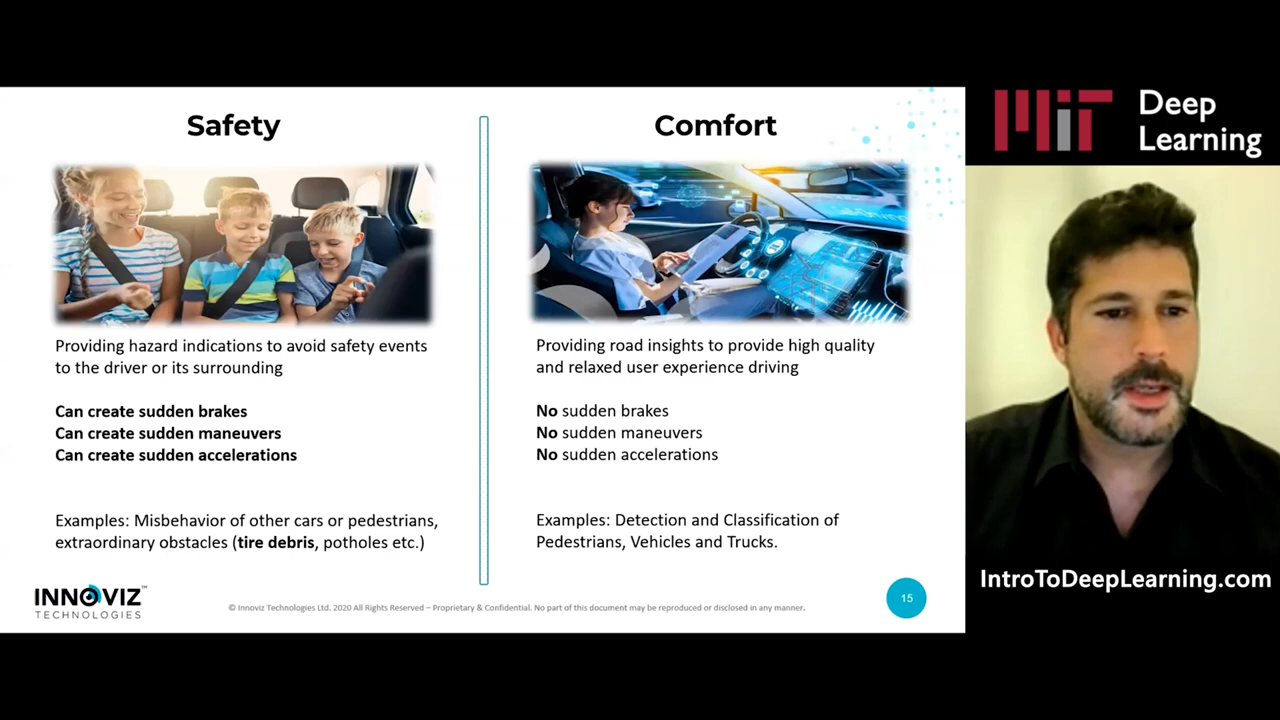 Safety
Providing hazard indications to avoid safety events
to the driver or its surrounding
Can create sudden brakes
Can create sudden maneuvers
Can create sudden accelerations
Examples: Misbehavior of other cars or pedestrians,
extraordinary obstacles (tire debris, potholes etc.)
Comfort
Providing road insights to provide high quality
and relaxed user experience driving
No sudden brakes
No sudden maneuvers
No sudden accelerations
Examples: Detection and Classification of
Pedestrians, Vehicles and Trucks.
INNOVIZ™
TECHNOLOGIES
© Innoviz Technologies Ltd. 2020 All Rights Reserved – Proprietary & Confidential. No part of this document may be reproduced or disclosed in any manner.
15
MIT
Deep
Learning
IntroToDeepLearning.com